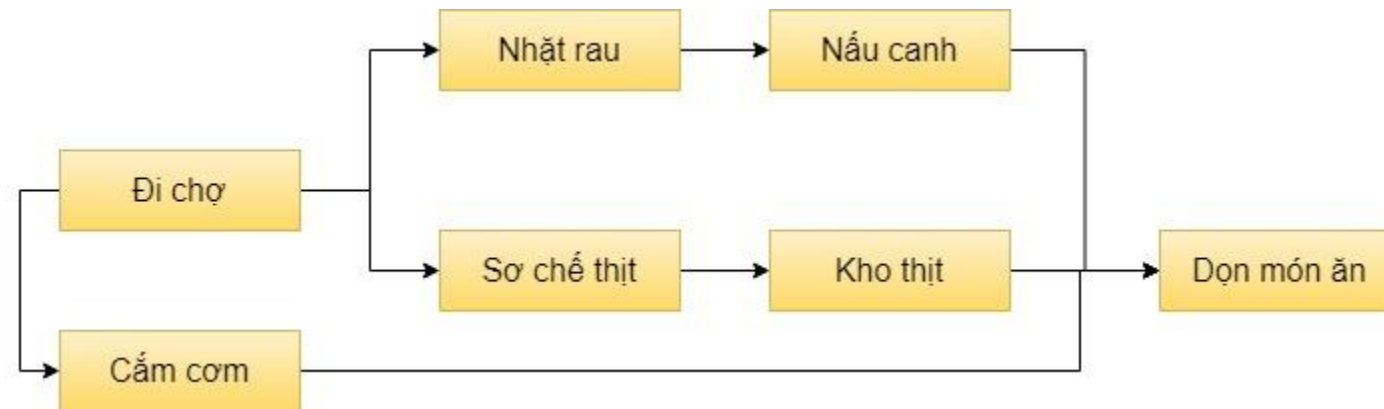 Nhặt rau
Nấu canh
Đi chợ
Sơ chế thịt
Kho thịt
Dọn món ăn
Cắm cơm